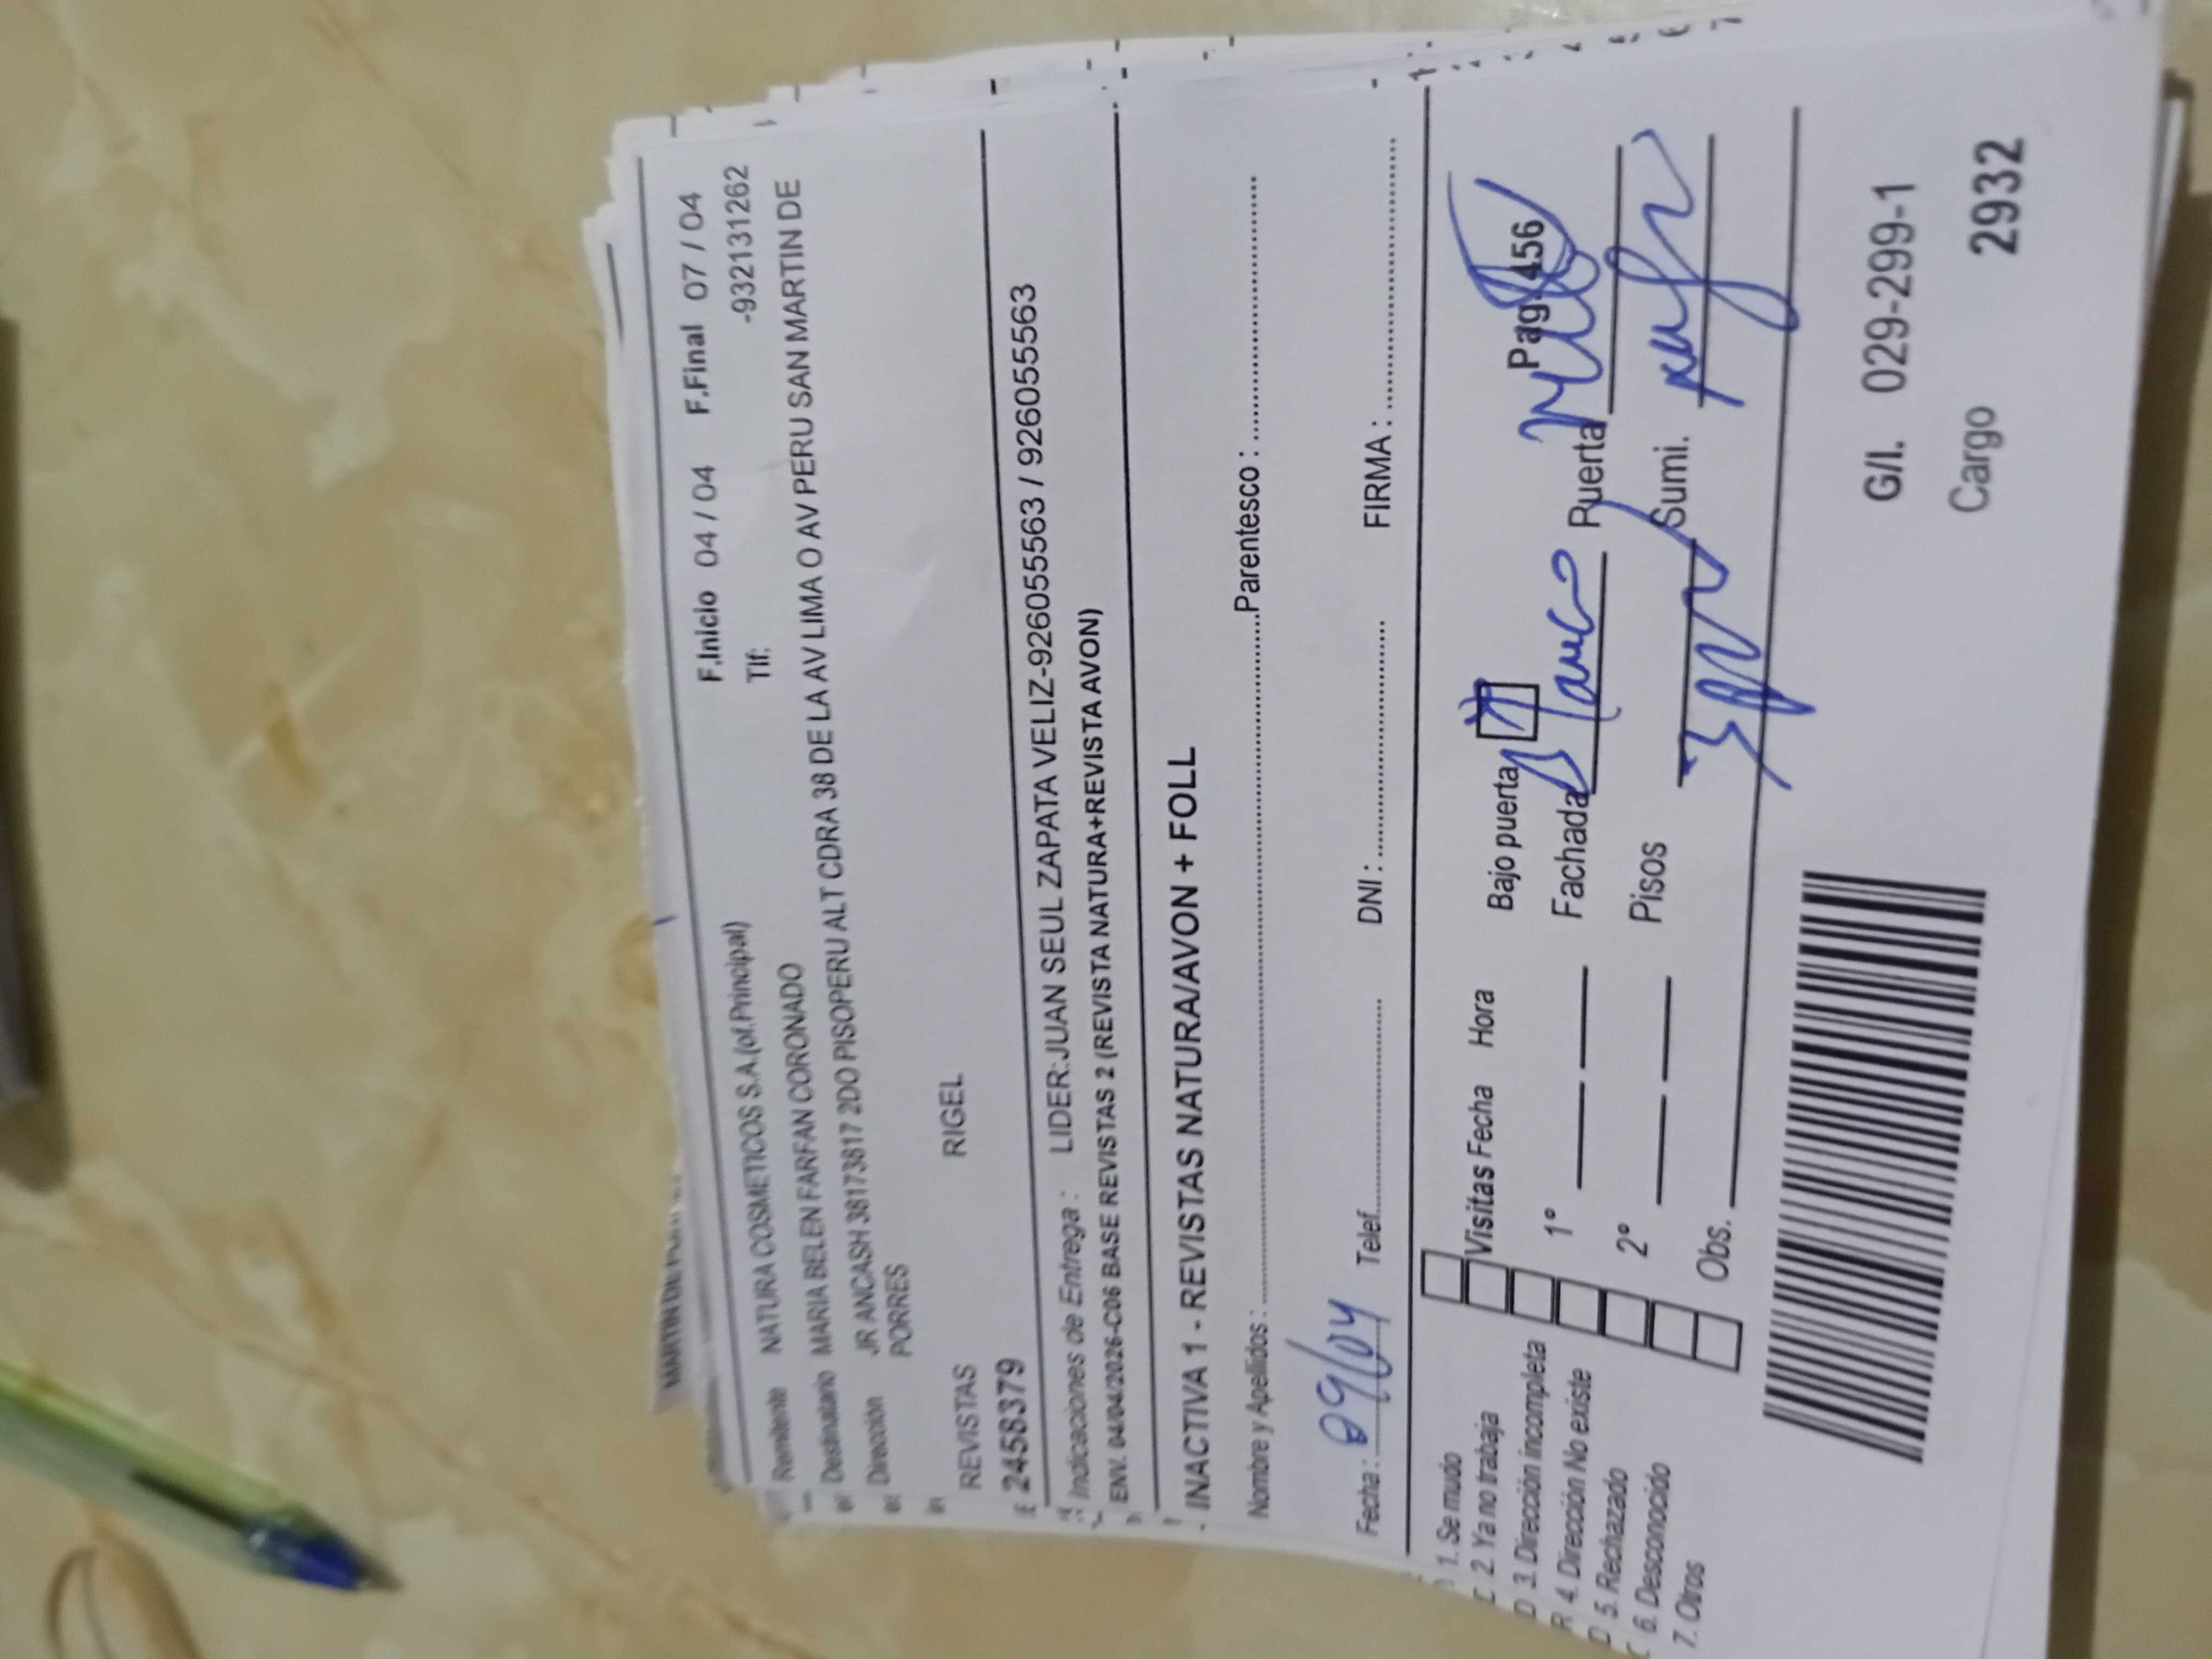 F.Inicio 04 / 04 F.Final 07 / 04
Remitente NATURA COSMETICOS S.A.(of.Principal) Tlf: -932131262
Destinatario MARIA BELEN FARFAN CORONADO
Dirección JR ANCASH 38173817 2DO PISOPERU ALT CDRA 38 DE LA AV LIMA O AV PERU SAN MARTIN DE
PORRES
REVISTAS RIGEL
2458379
Indicaciones de Entrega : LIDER:JUAN SEUL ZAPATA VELIZ-926055563 / 926055563
ENV. 04/04/2026-C06 BASE REVISTAS 2 (REVISTA NATURA+REVISTA AVON)
INACTIVA 1 - REVISTAS NATURA/AVON + FOLL
Nombre y Apellidos : Parentesco :
Fecha : 09/04 Telef. DNI : FIRMA :
1. Se mudo
2. Ya no trabaja
3. Dirección incompleta
4. Dirección No existe
5. Rechazado
6. Desconocido
7. Otros
Visitas Fecha Hora Bajo puerta Pag. 456
1° Fachada Puerta
2° Pisos Sumi.
Obs.
G/I. 029-299-1
Cargo 2932